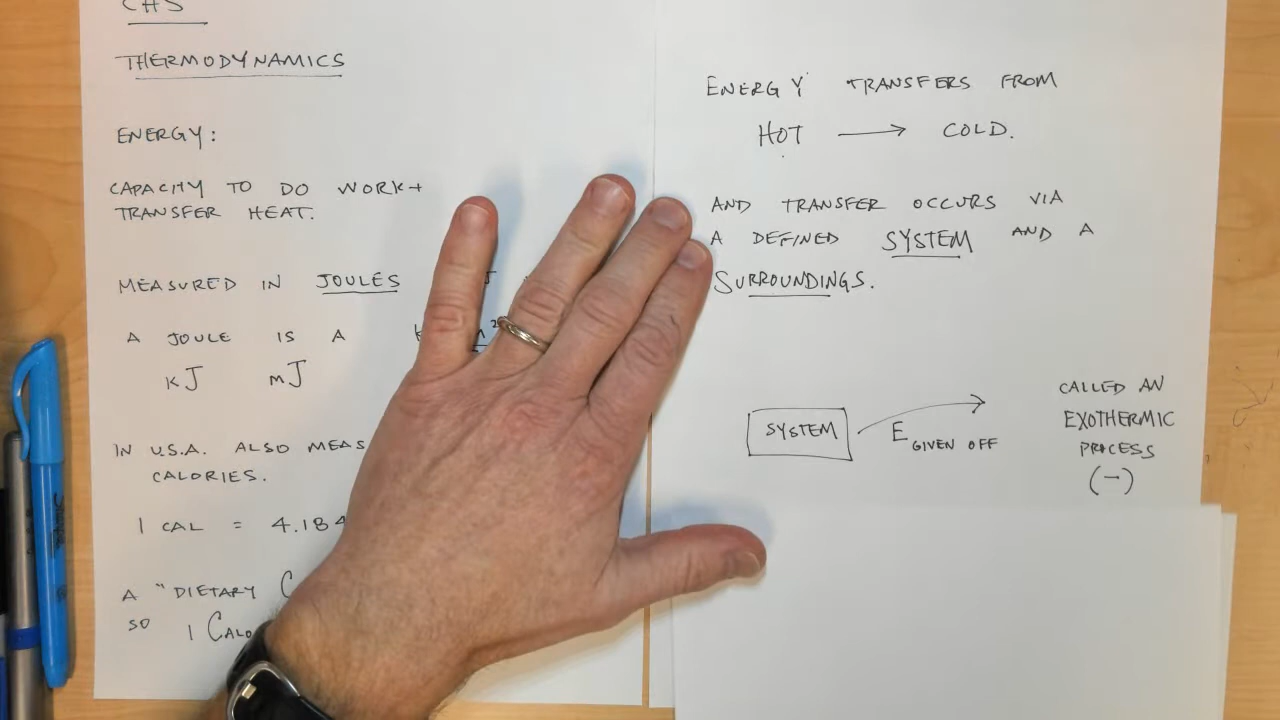 CH5
THERMODYNAMICS
ENERGY:
CAPACITY TO DO WORK +
TRANSFER HEAT.
MEASURED IN JOULES
A JOULE IS A
kJ mJ
IN U.S.A. ALSO MEAS
CALORIES.
1 CAL = 4.184
A "DIETARY C
SO 1 CALO
ENERGY TRANSFERS FROM
HOT → COLD.
AND TRANSFER OCCURS VIA
A DEFINED SYSTEM AND A
SURROUNDINGS.
SYSTEM
E GIVEN OFF
CALLED AN
EXOTHERMIC
PROCESS
(-)